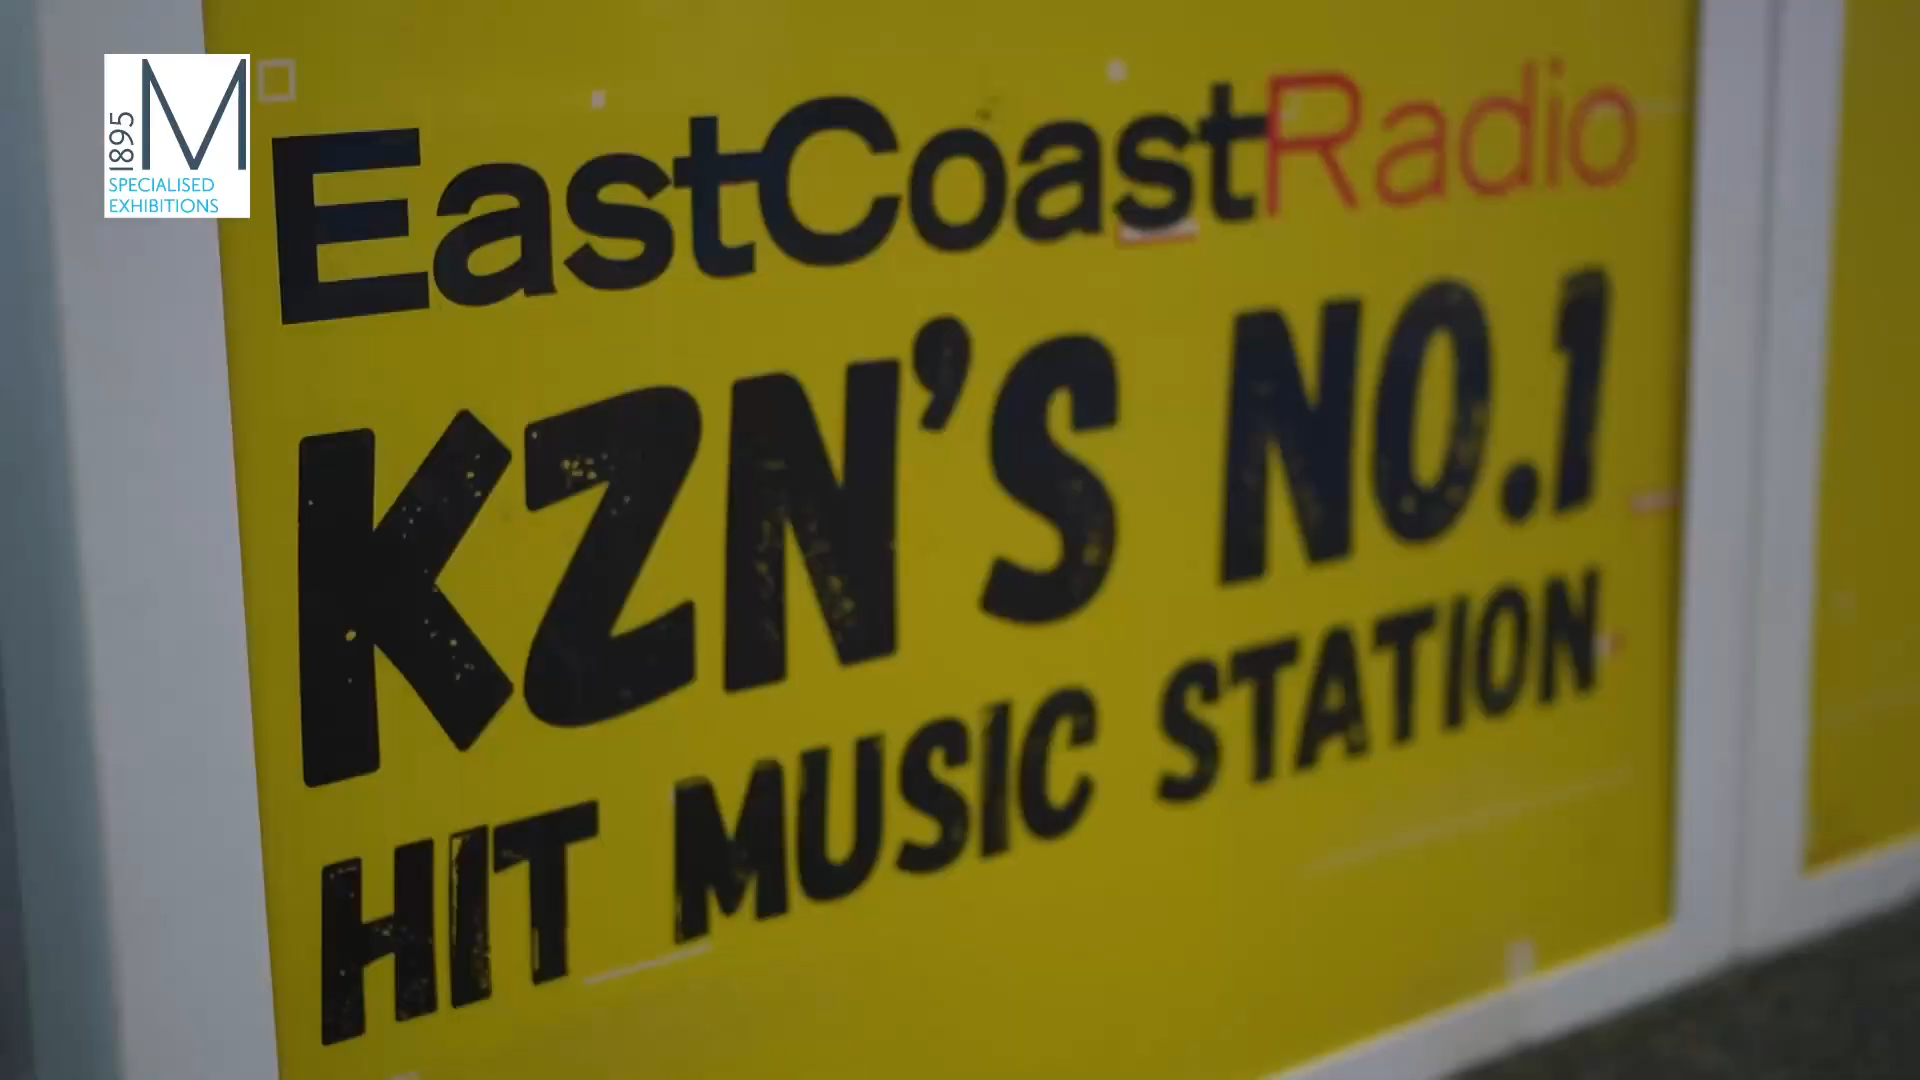 1895
M
SPECIALISED
EXHIBITIONS
EastCoastRadio
KZN'S NO.1
HIT MUSIC STATION